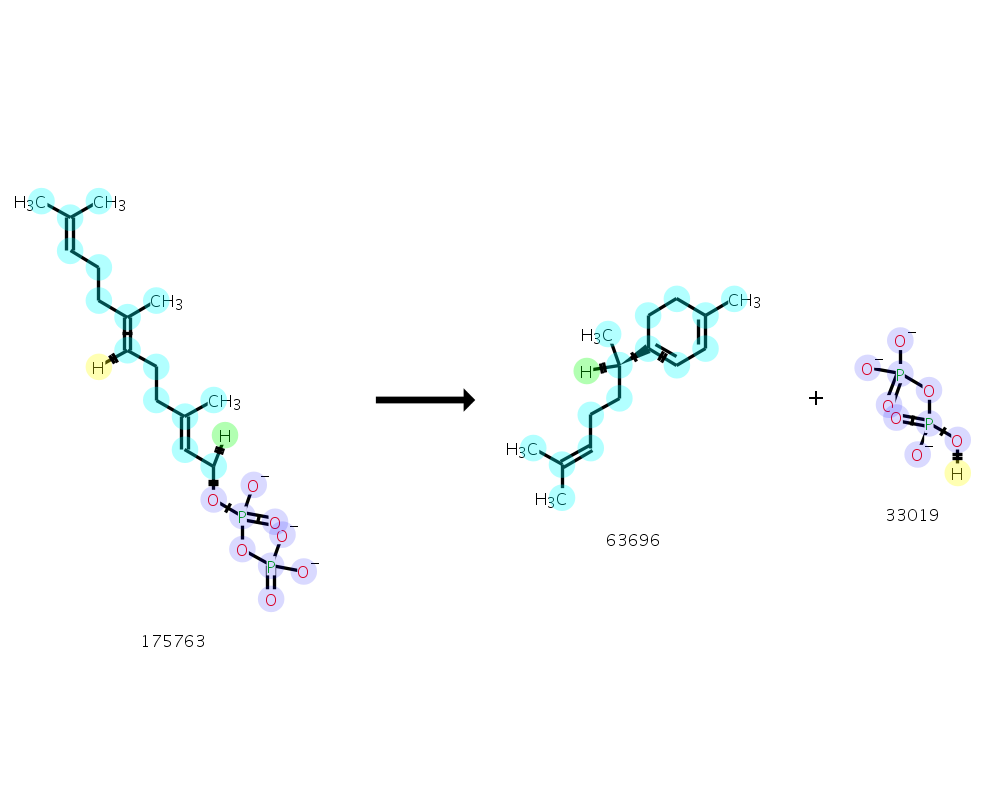 H₃C CH₃
CH₃
H
CH₃
H
O O⁻
P O
O O⁻
P O⁻
O
175763
CH₃
H₃C
H
H₃C
H₃C
63696
+
O⁻
O⁻ P O
O O P
O⁻ O
H
33019